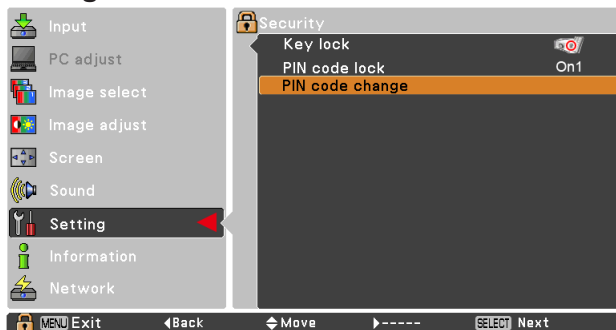 Input
PC adjust
Image select
Image adjust
Screen
Sound
Setting
Information
Network
Security
Key lock
PIN code lock On1
PIN code change
MENU Exit Back Move ----- SELECT Next